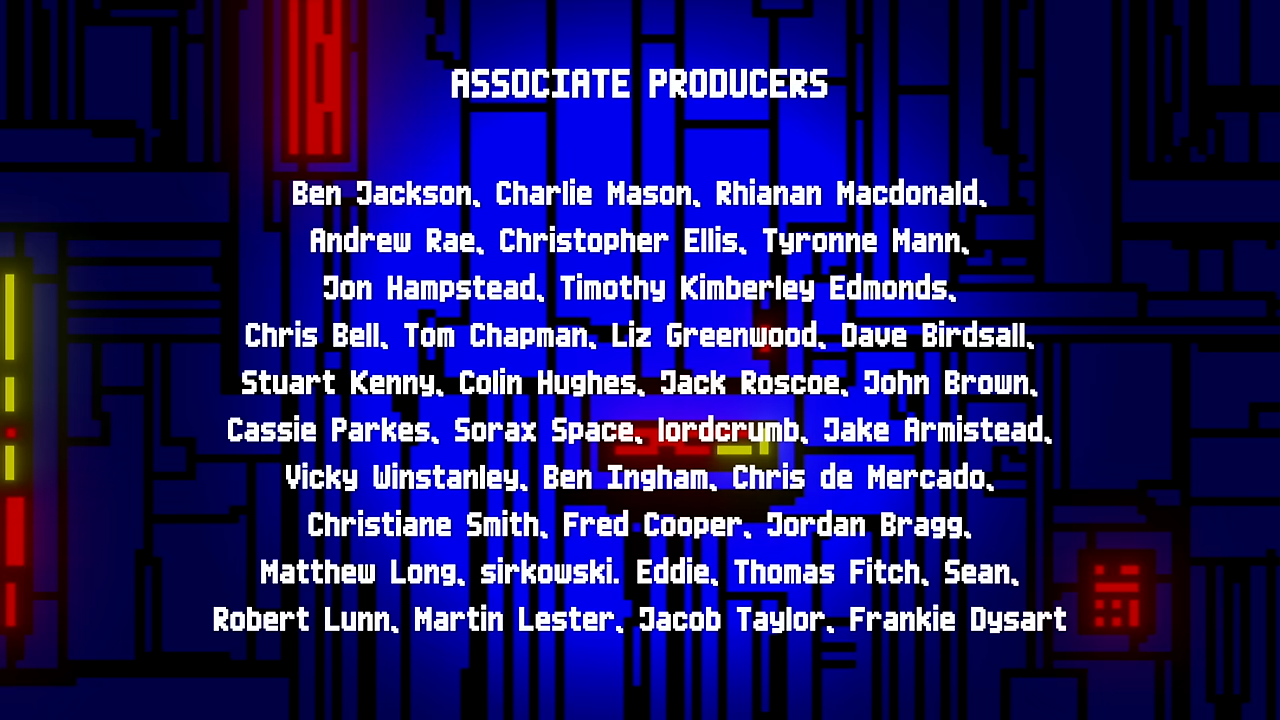 ASSOCIATE PRODUCERS
Ben Jackson, Charlie Mason, Rhianan Macdonald,
Andrew Rae, Christopher Ellis, Tyronne Mann,
Jon Hampstead, Timothy Kimberley Edmonds,
Chris Bell, Tom Chapman, Liz Greenwood, Dave Birdsall,
Stuart Kenny, Colin Hughes, Jack Roscoe, John Brown,
Cassie Parkes, Sorax Space, lordcrumb, Jake Armistead,
Vicky Winstanley, Ben Ingham, Chris de Mercado,
Christiane Smith, Fred Cooper, Jordan Bragg,
Matthew Long, sirkowski. Eddie, Thomas Fitch, Sean,
Robert Lunn, Martin Lester, Jacob Taylor, Frankie Dysart